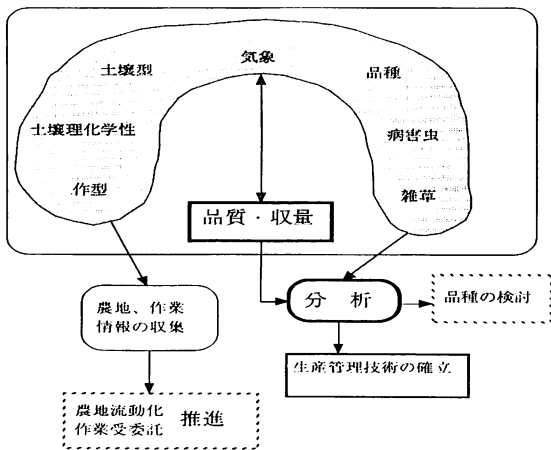 気象
土壌型
品種
土壌理化学性
病害虫
作型
雑草
品質・収量
農地、作業
情報の収集
分　析
品種の検討
生産管理技術の確立
農地流動化
作業受委託
推進